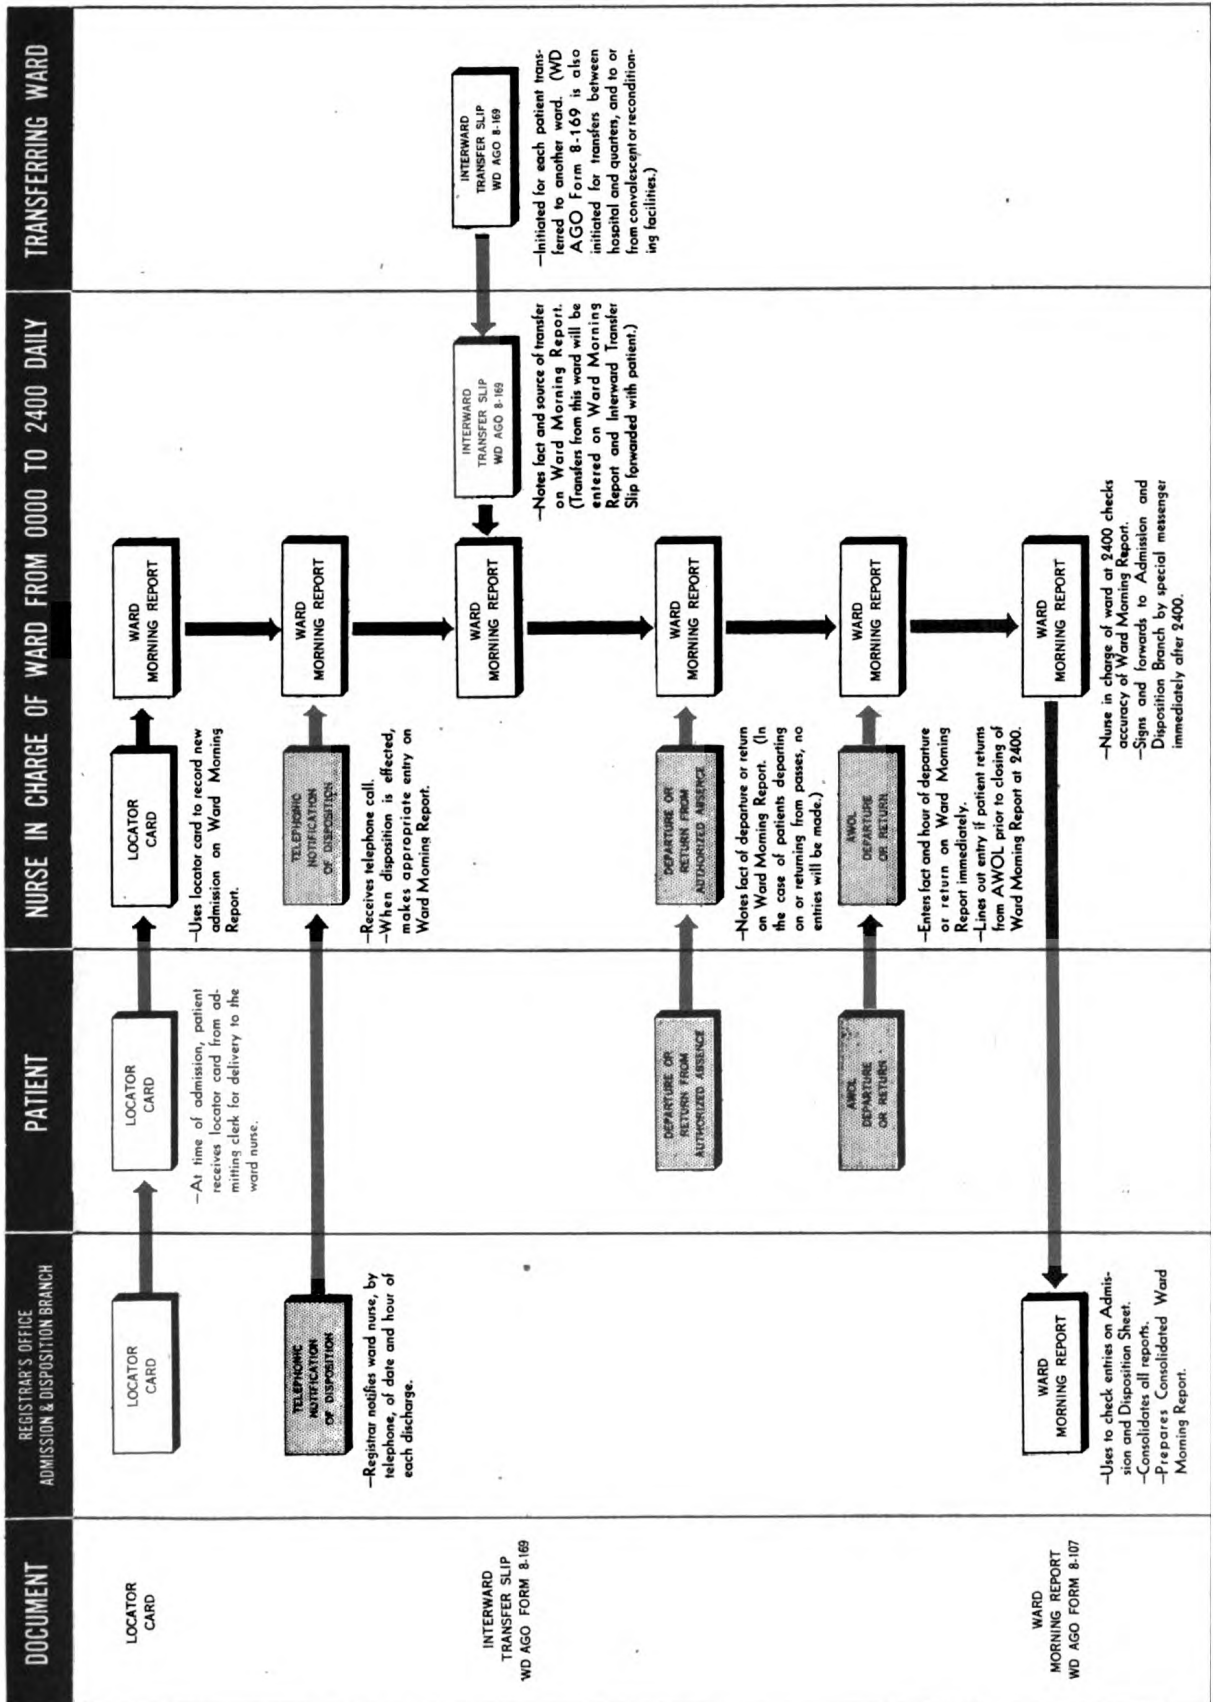 DOCUMENT
REGISTRAR'S OFFICE
ADMISSION & DISPOSITION BRANCH
PATIENT
NURSE IN CHARGE OF WARD FROM 0000 TO 2400 DAILY
TRANSFERRING WARD
LOCATOR
CARD
LOCATOR
CARD
LOCATOR
CARD
—At time of admission, patient
receives locator card from ad-
mitting clerk for delivery to the
ward nurse.
LOCATOR
CARD
—Uses locator card to record new
admission on Ward Morning
Report.
WARD
MORNING REPORT
TELEPHONIC
NOTIFICATION
OF DISPOSITION
—Registrar notifies ward nurse, by
telephone, of date and hour of
each discharge.
TELEPHONIC
NOTIFICATION
OF DISPOSITION
—Receives telephone call.
—When disposition is effected,
makes appropriate entry on
Ward Morning Report.
WARD
MORNING REPORT
INTERWARD
TRANSFER SLIP
WD AGO FORM 8-169
WARD
MORNING REPORT
INTERWARD
TRANSFER SLIP
WD AGO 8-169
—Notes fact and source of transfer
on Ward Morning Report.
(Transfers from this ward will be
entered on Ward Morning
Report and Interward Transfer
Slip forwarded with patient.)
INTERWARD
TRANSFER SLIP
WD AGO 8-169
—Initiated for each patient trans-
ferred to another ward. (WD
AGO Form 8-169 is also
initiated for transfers between
hospital and quarters, and to or
from convalescent or recondition-
ing facilities.)
DEPARTURE OR
RETURN FROM
AUTHORIZED ABSENCE
DEPARTURE OR
RETURN FROM
AUTHORIZED ABSENCE
—Notes fact of departure or return
on Ward Morning Report. (In
the case of patients departing
on or returning from passes, no
entries will be made.)
WARD
MORNING REPORT
AWOL
DEPARTURE
OR RETURN
AWOL
DEPARTURE
OR RETURN
—Enters fact and hour of departure
or return on Ward Morning
Report immediately.
—Lines out entry if patient returns
from AWOL prior to closing of
Ward Morning Report at 2400.
WARD
MORNING REPORT
WARD
MORNING REPORT
WD AGO FORM 8-107
WARD
MORNING REPORT
—Uses to check entries on Admis-
sion and Disposition Sheet.
—Consolidates all reports.
—Prepares Consolidated Ward
Morning Report.
WARD
MORNING REPORT
—Nurse in charge of ward at 2400 checks
accuracy of Ward Morning Report.
—Signs and forwards to Admission and
Disposition Branch by special messenger
immediately after 2400.